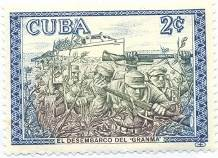 CUBA 2¢
EL DESEMBARCO DEL "GRANMA"